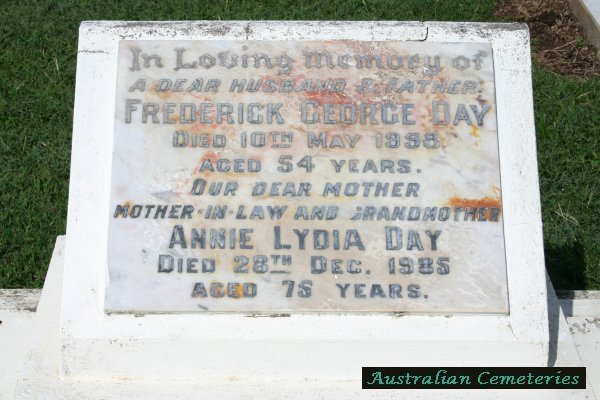 In Loving Memory of
A DEAR HUSBAND & FATHER.
FREDERICK GEORGE DAY
DIED 10TH MAY
AGED 54 YEARS.
OUR DEAR MOTHER
MOTHER-IN-LAW AND GRANDMOTHER
ANNIE LYDIA DAY
DIED 28TH DEC. 1985
AGED 75 YEARS.
Australian Cemeteries